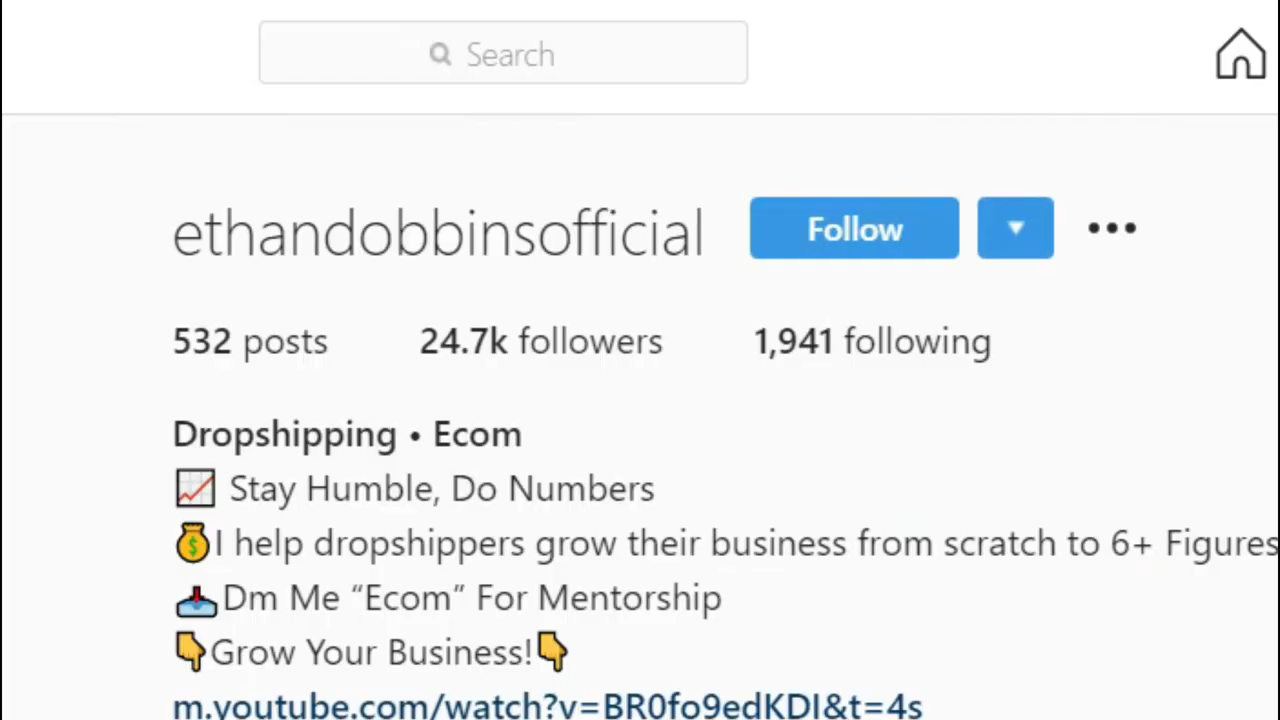 Search
ethandobbinsofficial Follow
532 posts 24.7k followers 1,941 following
Dropshipping • Ecom
📈 Stay Humble, Do Numbers
💰I help dropshippers grow their business from scratch to 6+ Figures
📥Dm Me “Ecom” For Mentorship
👇Grow Your Business!👇
m.youtube.com/watch?v=BR0fo9edKDI&t=4s